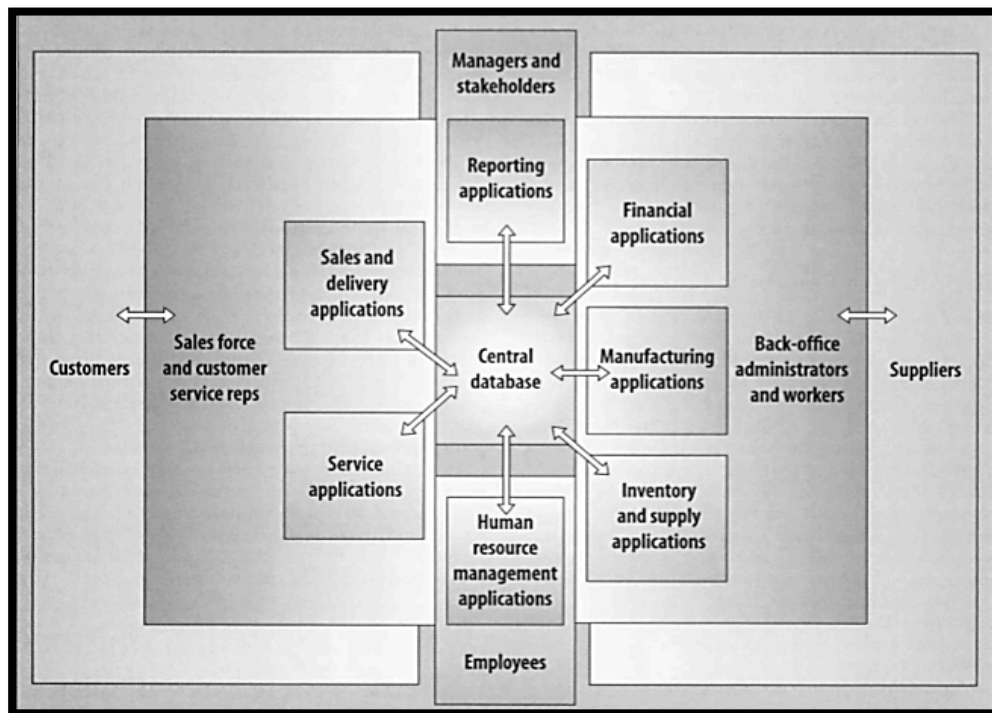 Managers and
stakeholders
Reporting
applications
Financial
applications
Sales and
delivery
applications
Customers
Sales force
and customer
service reps
Central
database
Manufacturing
applications
Back-office
administrators
and workers
Suppliers
Service
applications
Inventory
and supply
applications
Human
resource
management
applications
Employees